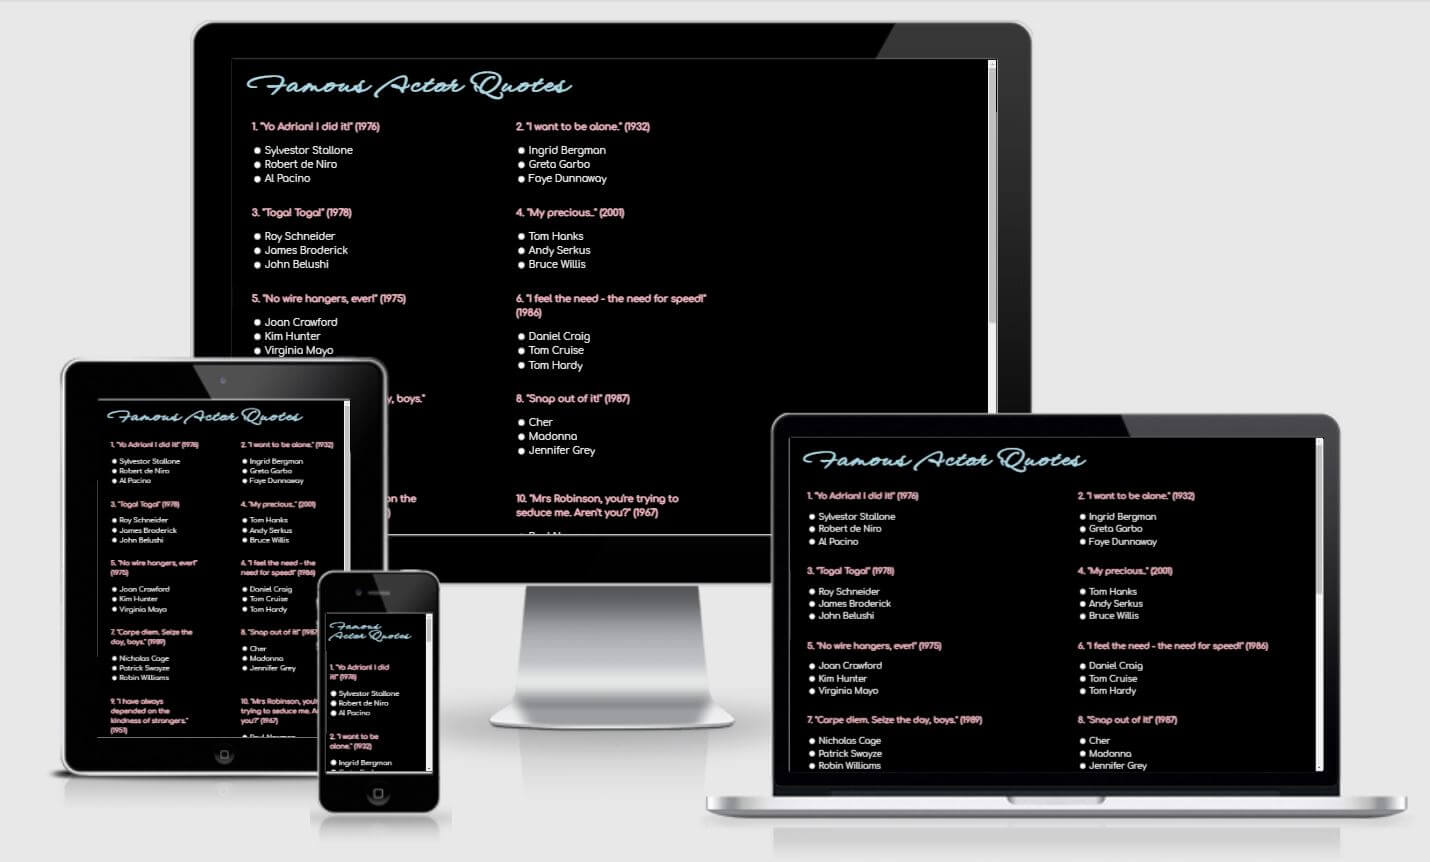 Famous Actor Quotes
1. "Yo Adrian! I did it!" (1976)
Sylvestor Stallone
Robert de Niro
Al Pacino
2. "I want to be alone." (1932)
Ingrid Bergman
Greta Garbo
Faye Dunnaway
3. "Toga! Toga!" (1978)
Roy Schneider
James Broderick
John Belushi
4. "My precious.." (2001)
Tom Hanks
Andy Serkus
Bruce Willis
5. "No wire hangers, ever!" (1975)
Joan Crawford
Kim Hunter
Virginia Mayo
6. "I feel the need - the need for speed!"
(1986)
Daniel Craig
Tom Cruise
Tom Hardy
, boys."
8. "Snap out of it!" (1987)
Cher
Madonna
Jennifer Grey
on the
)
10. "Mrs Robinson, you're trying to
seduce me. Aren't you?" (1967)
Famous Actor Quotes
1. "Yo Adrian! I did it!" (1976)
Sylvestor Stallone
Robert de Niro
Al Pacino
2. "I want to be alone." (1932)
Ingrid Bergman
Greta Garbo
Faye Dunnaway
3. "Toga! Toga!" (1978)
Roy Schneider
James Broderick
John Belushi
4. "My precious.." (2001)
Tom Hanks
Andy Serkus
Bruce Willis
5. "No wire hangers, ever!"
(1975)
Joan Crawford
Kim Hunter
Virginia Mayo
6. "I feel the need - the
need for speed!" (1986)
Daniel Craig
Tom Cruise
Tom Hardy
7. "Carpe diem. Seize the
day, boys." (1989)
Nicholas Cage
Patrick Swayze
Robin Williams
8. "Snap out of it!" (1987
Cher
Madonna
Jennifer Grey
9. "I have always
depended on the
kindness of strangers."
(1951)
10. "Mrs Robinson, you're
trying to seduce me. Ar
you?" (1967)
Paul Newman
Famous
Actor Quotes
1. "Yo Adrian! I did
it!" (1976)
Sylvestor Stallone
Robert de Niro
Al Pacino
2. "I want to be
alone." (1932)
Ingrid Bergman
Famous Actor Quotes
1. "Yo Adrian! I did it!" (1976)
Sylvestor Stallone
Robert de Niro
Al Pacino
2. "I want to be alone." (1932)
Ingrid Bergman
Greta Garbo
Faye Dunnaway
3. "Toga! Toga!" (1978)
Roy Schneider
James Broderick
John Belushi
4. "My precious.." (2001)
Tom Hanks
Andy Serkus
Bruce Willis
5. "No wire hangers, ever!" (1975)
Joan Crawford
Kim Hunter
Virginia Mayo
6. "I feel the need - the need for speed!" (1986)
Daniel Craig
Tom Cruise
Tom Hardy
7. "Carpe diem. Seize the day, boys." (1989)
Nicholas Cage
Patrick Swayze
Robin Williams
8. "Snap out of it!" (1987)
Cher
Madonna
Jennifer Grey